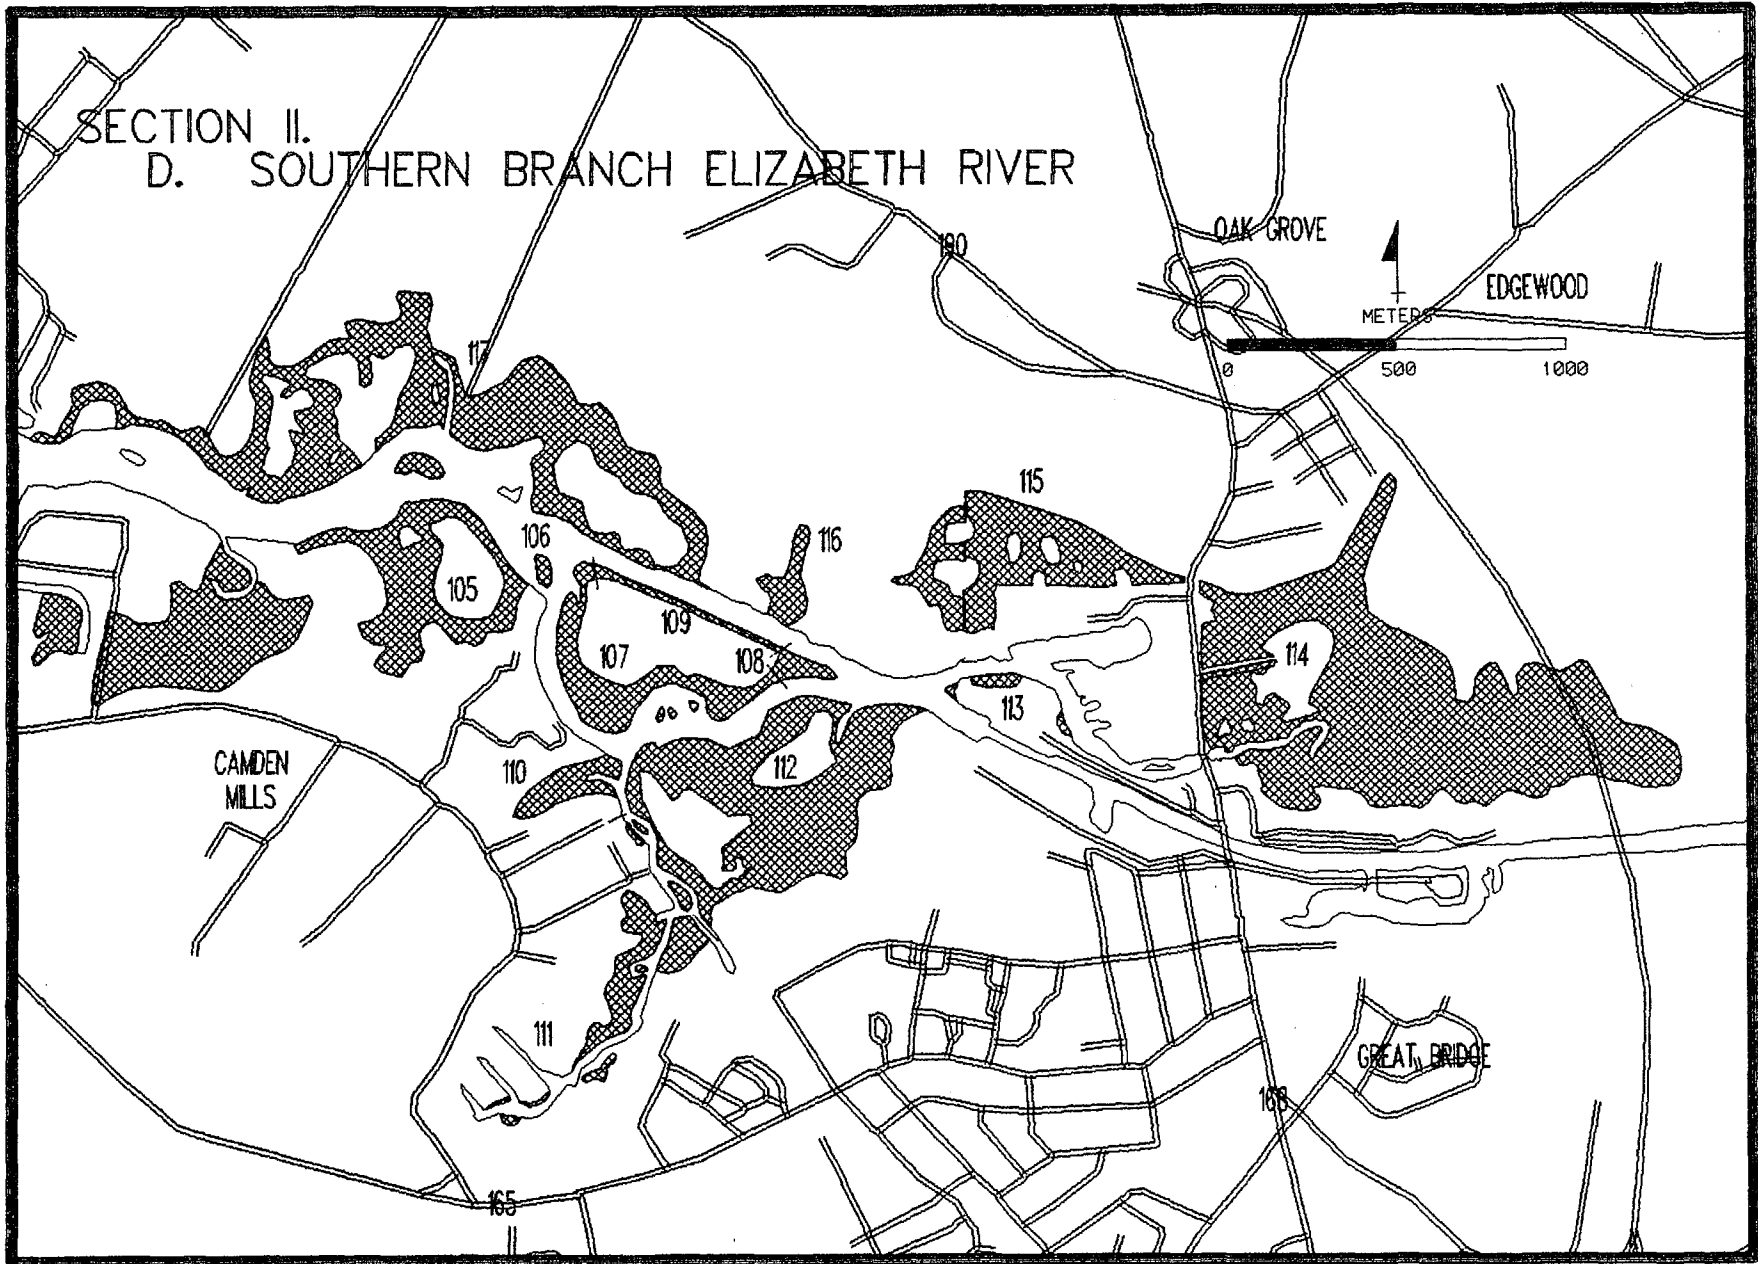 SECTION II.
D. SOUTHERN BRANCH ELIZABETH RIVER
OAK GROVE
190
EDGEWOOD
METERS
0 500 1000
117
115
106
116
105
109
107
108
114
113
110
112
CAMDEN
MILLS
111
GREAT BRIDGE
168
165